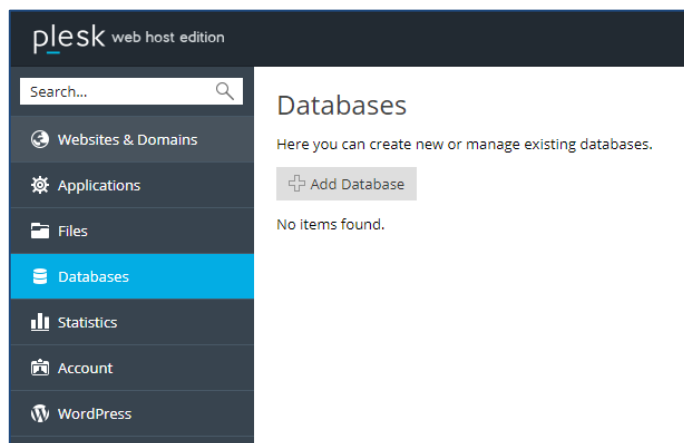 plesk web host edition
Search...
Websites & Domains
Applications
Files
Databases
Statistics
Account
WordPress
Databases
Here you can create new or manage existing databases.
Add Database
No items found.